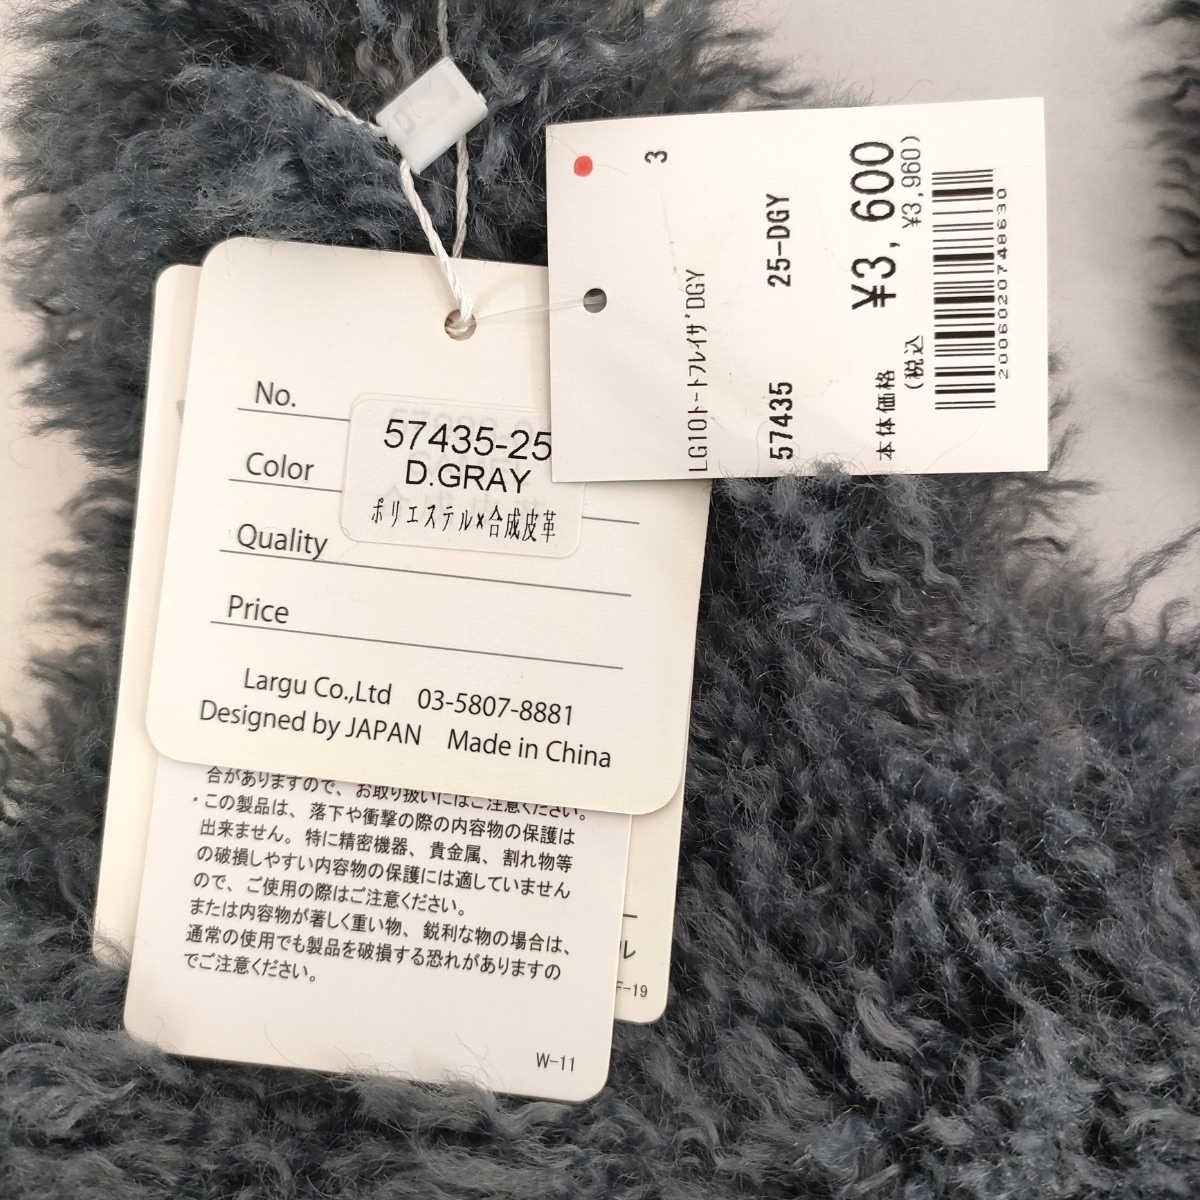 3
LG10トートフレイザ゛DGY
57435 25-DGY
本体価格 ¥3,600
(税込 ¥3,960)
2006020748630
No.
57435-25
Color
D.GRAY
ポリエステル×合成皮革
Quality
Price
Largu Co.,Ltd 03-5807-8881
Designed by JAPAN Made in China
合がありますので、お取り扱いにはご注意ください。
・この製品は、落下や衝撃の際の内容物の保護は
出来ません。特に精密機器、貴金属、割れ物等
の破損しやすい内容物の保護には適していません
ので、ご使用の際はご注意ください。
または内容物が著しく重い物、鋭利な物の場合は、
通常の使用でも製品を破損する恐れがありますの
でご注意ください。
W-11
ル
F-19